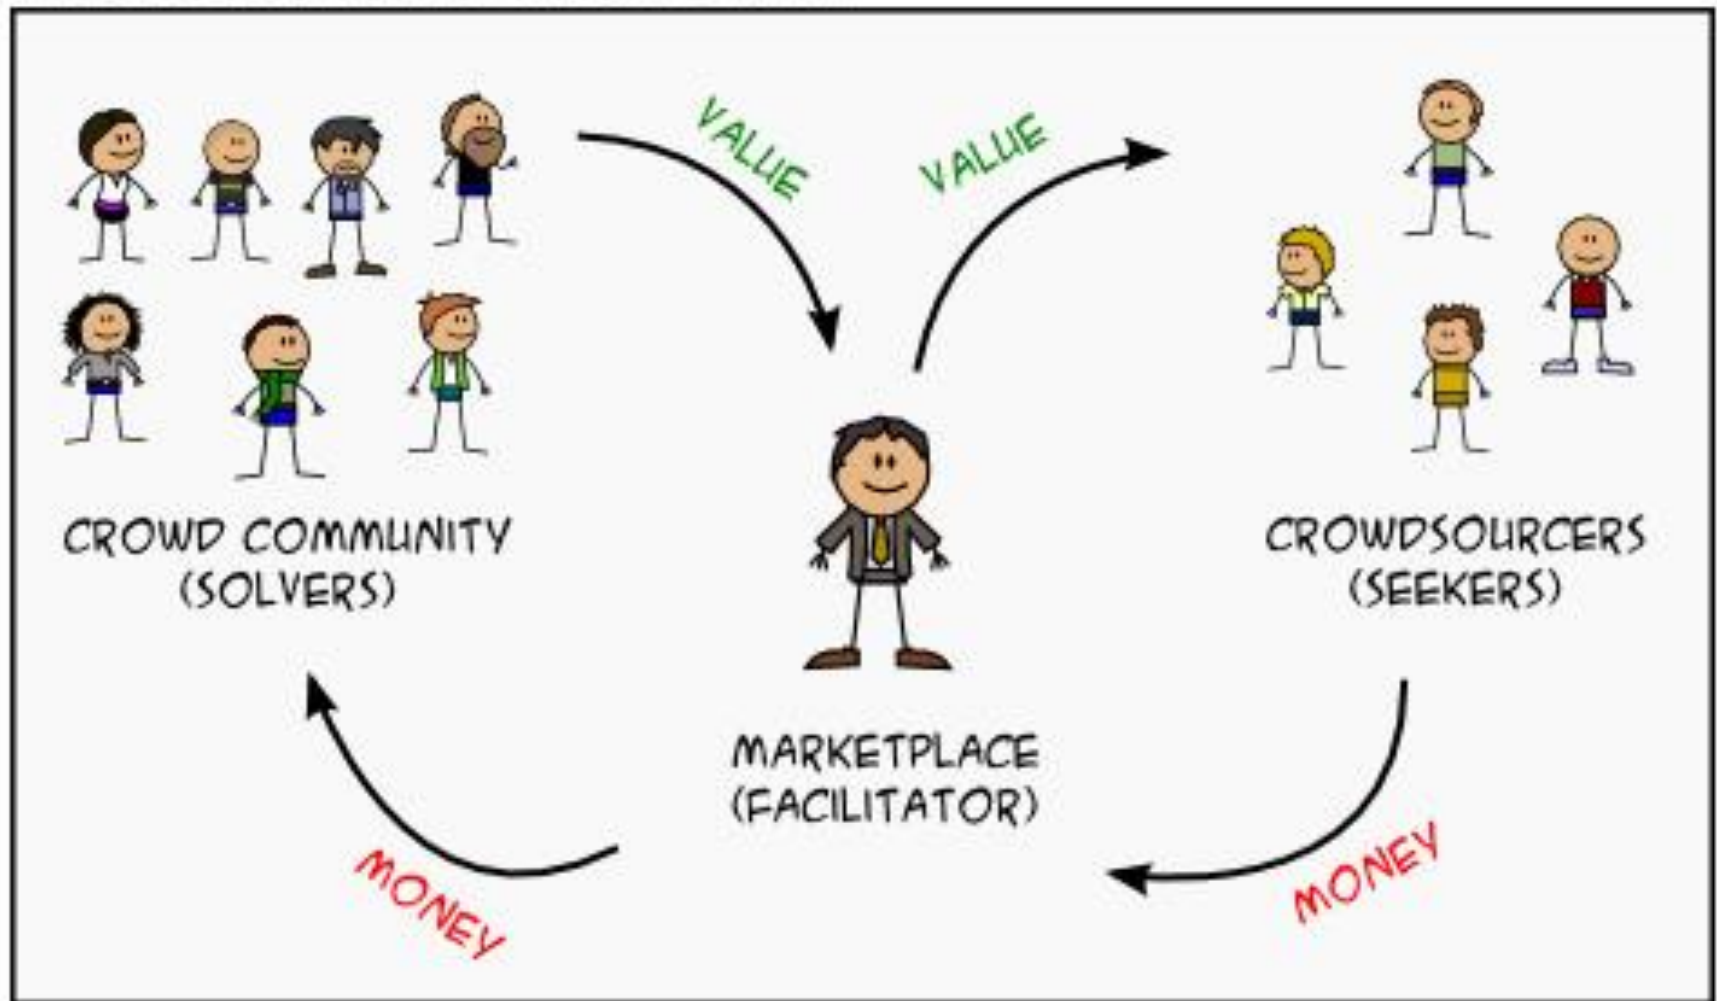 VALUE
VALUE
CROWD COMMUNITY
(SOLVERS)
CROWDSOURCERS
(SEEKERS)
MARKETPLACE
(FACILITATOR)
MONEY
MONEY